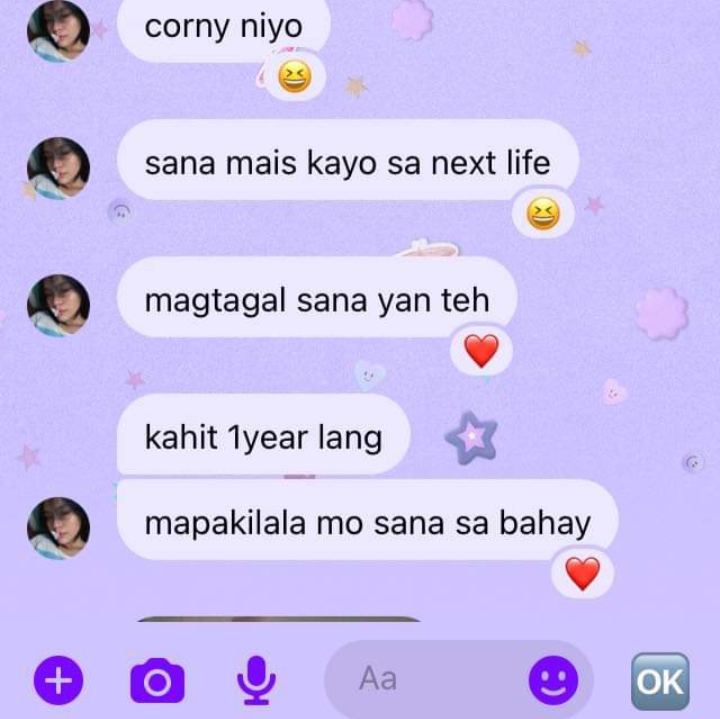 corny niyo
sana mais kayo sa next life
magtagal sana yan teh
kahit 1year lang
mapakilala mo sana sa bahay
Aa
OK